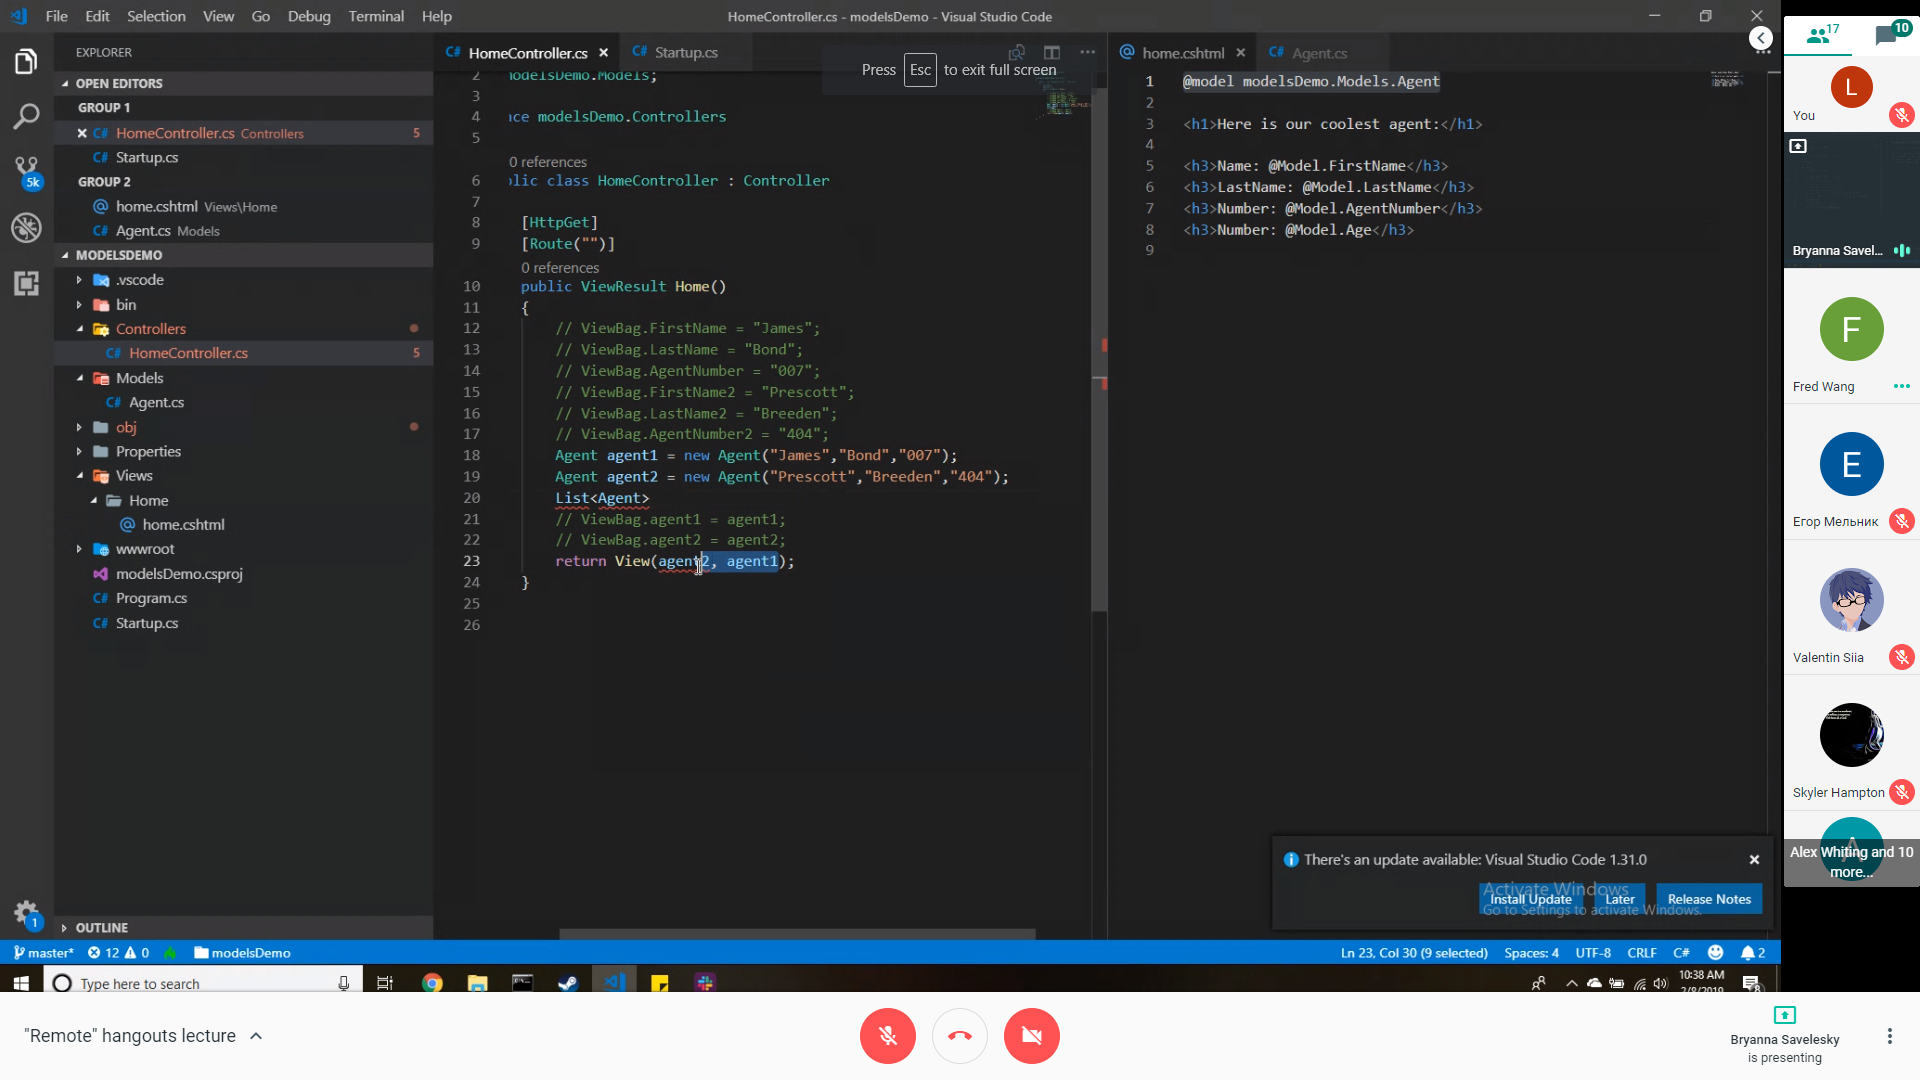 File Edit Selection View Go Debug Terminal Help
HomeController.cs - modelsDemo - Visual Studio Code
EXPLORER
OPEN EDITORS
GROUP 1
HomeController.cs Controllers 5
Startup.cs
GROUP 2
home.cshtml Views\Home
Agent.cs Models
MODELSDEMO
.vscode
bin
Controllers
HomeController.cs 5
Models
Agent.cs
obj
Properties
Views
Home
home.cshtml
wwwroot
modelsDemo.csproj
Program.cs
Startup.cs
OUTLINE
5k
1
HomeController.cs
Startup.cs
Press Esc to exit full screen
2 odelsDemo.Models;
3
4 ace modelsDemo.Controllers
5
0 references
6 lic class HomeController : Controller
7
8 [HttpGet]
9 [Route("")]
0 references
10 public ViewResult Home()
11 {
12 // ViewBag.FirstName = "James";
13 // ViewBag.LastName = "Bond";
14 // ViewBag.AgentNumber = "007";
15 // ViewBag.FirstName2 = "Prescott";
16 // ViewBag.LastName2 = "Breeden";
17 // ViewBag.AgentNumber2 = "404";
18 Agent agent1 = new Agent("James","Bond","007");
19 Agent agent2 = new Agent("Prescott","Breeden","404");
20 List<Agent>
21 // ViewBag.agent1 = agent1;
22 // ViewBag.agent2 = agent2;
23 return View(agent2, agent1);
24 }
25
26
home.cshtml
Agent.cs
1 @model modelsDemo.Models.Agent
2
3 <h1>Here is our coolest agent:</h1>
4
5 <h3>Name: @Model.FirstName</h3>
6 <h3>LastName: @Model.LastName</h3>
7 <h3>Number: @Model.AgentNumber</h3>
8 <h3>Number: @Model.Age</h3>
9
There's an update available: Visual Studio Code 1.31.0
Install Update Later Release Notes
Activate Windows
Go to Settings to activate Windows.
master* 12 0 modelsDemo
Ln 23, Col 30 (9 selected) Spaces: 4 UTF-8 CRLF C# 2
Type here to search
10:38 AM
2/8/2019
8
17
10
L
You
Bryanna Savel...
F
Fred Wang
E
Егор Мельник
Valentin Siia
Skyler Hampton
A
Alex Whiting and 10
more...
"Remote" hangouts lecture
Bryanna Savelesky
is presenting